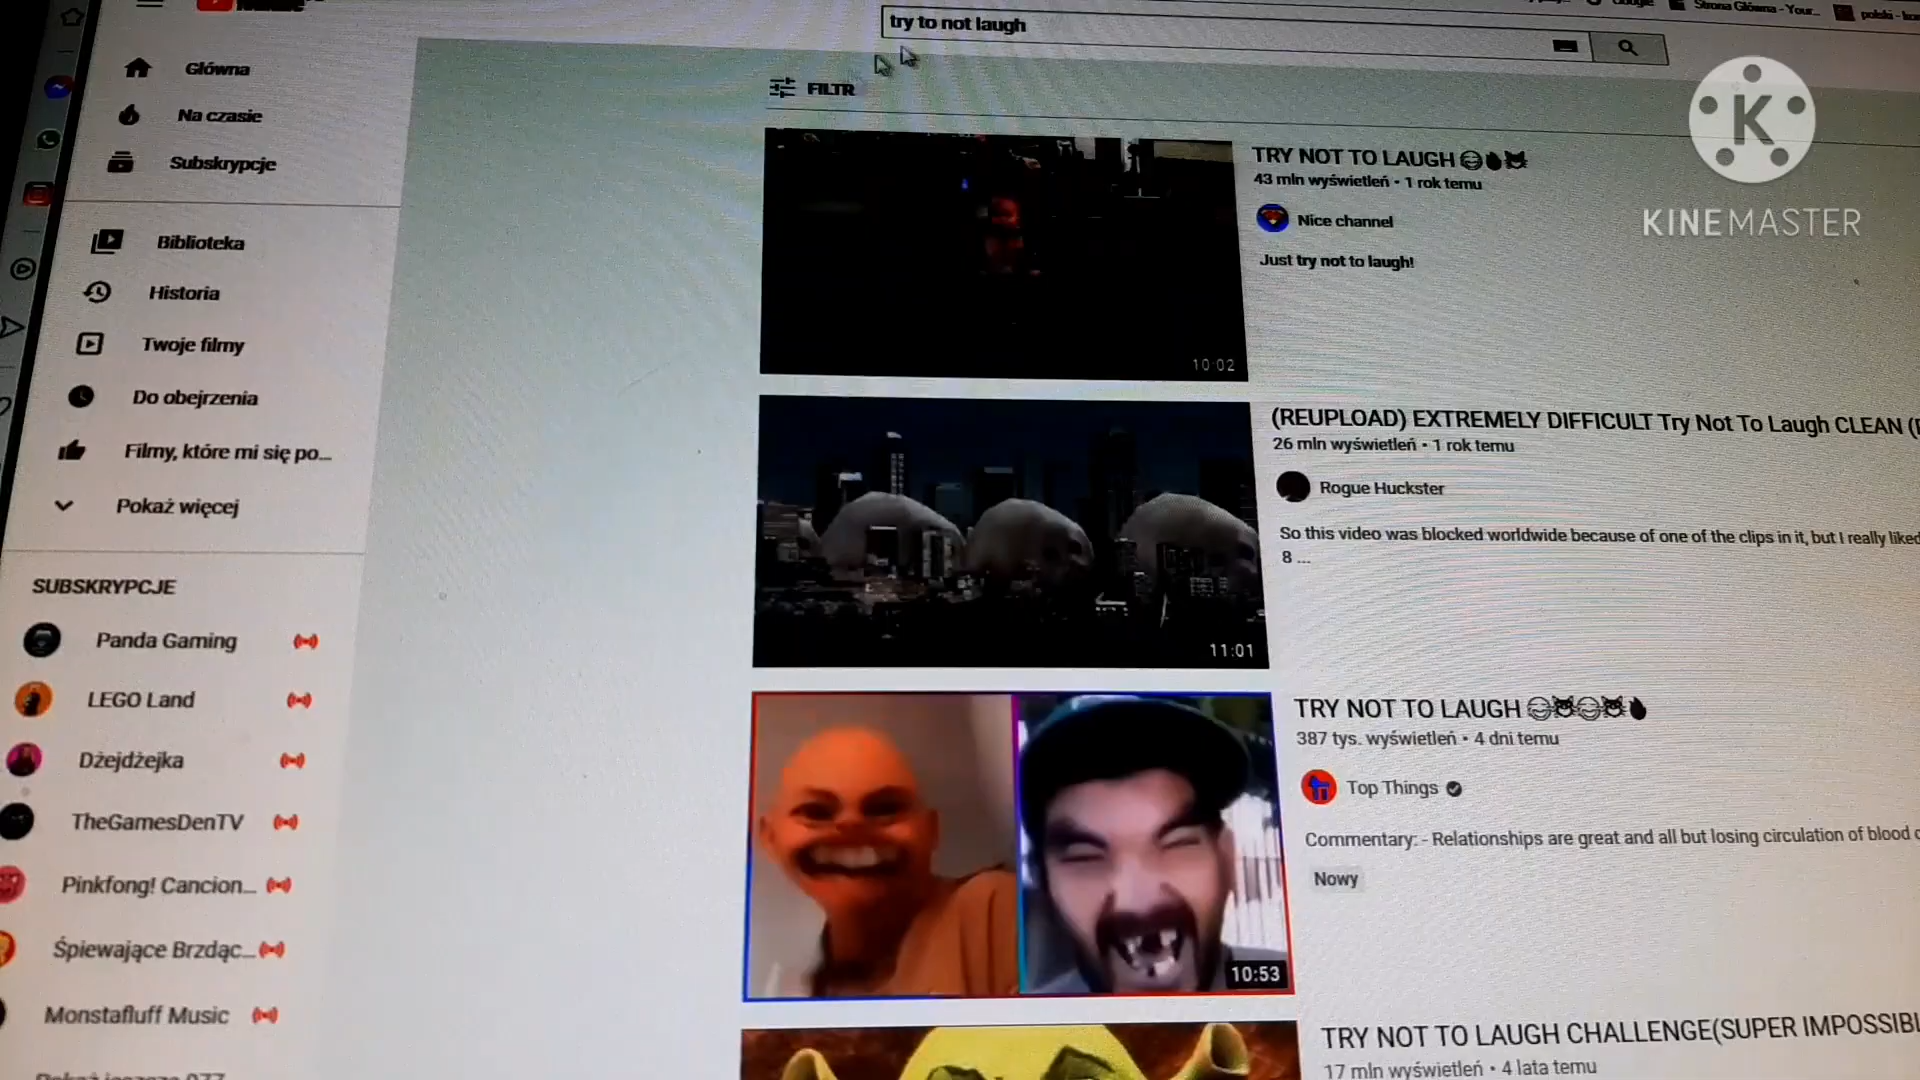 try to not laugh
Google
Strona Główna - Your...
Główna
Na czasie
Subskrypcje
Biblioteka
Historia
Twoje filmy
Do obejrzenia
Filmy, które mi się po...
Pokaż więcej
SUBSKRYPCJE
Panda Gaming
LEGO Land
Dżejdżejka
TheGamesDenTV
Pinkfong! Cancion...
Śpiewające Brzdąc...
Monstafluff Music
FILTR
10:02
TRY NOT TO LAUGH
43 mln wyświetleń • 1 rok temu
Nice channel
Just try not to laugh!
11:01
(REUPLOAD) EXTREMELY DIFFICULT Try Not To Laugh CLEAN
26 mln wyświetleń • 1 rok temu
Rogue Huckster
So this video was blocked worldwide because of one of the clips in it, but I really liked
8 ...
10:53
TRY NOT TO LAUGH
387 tys. wyświetleń • 4 dni temu
Top Things
Commentary: - Relationships are great and all but losing circulation of blood
Nowy
TRY NOT TO LAUGH CHALLENGE(SUPER
17 mln wyświetleń • 4 lata temu
K
KINEMASTER